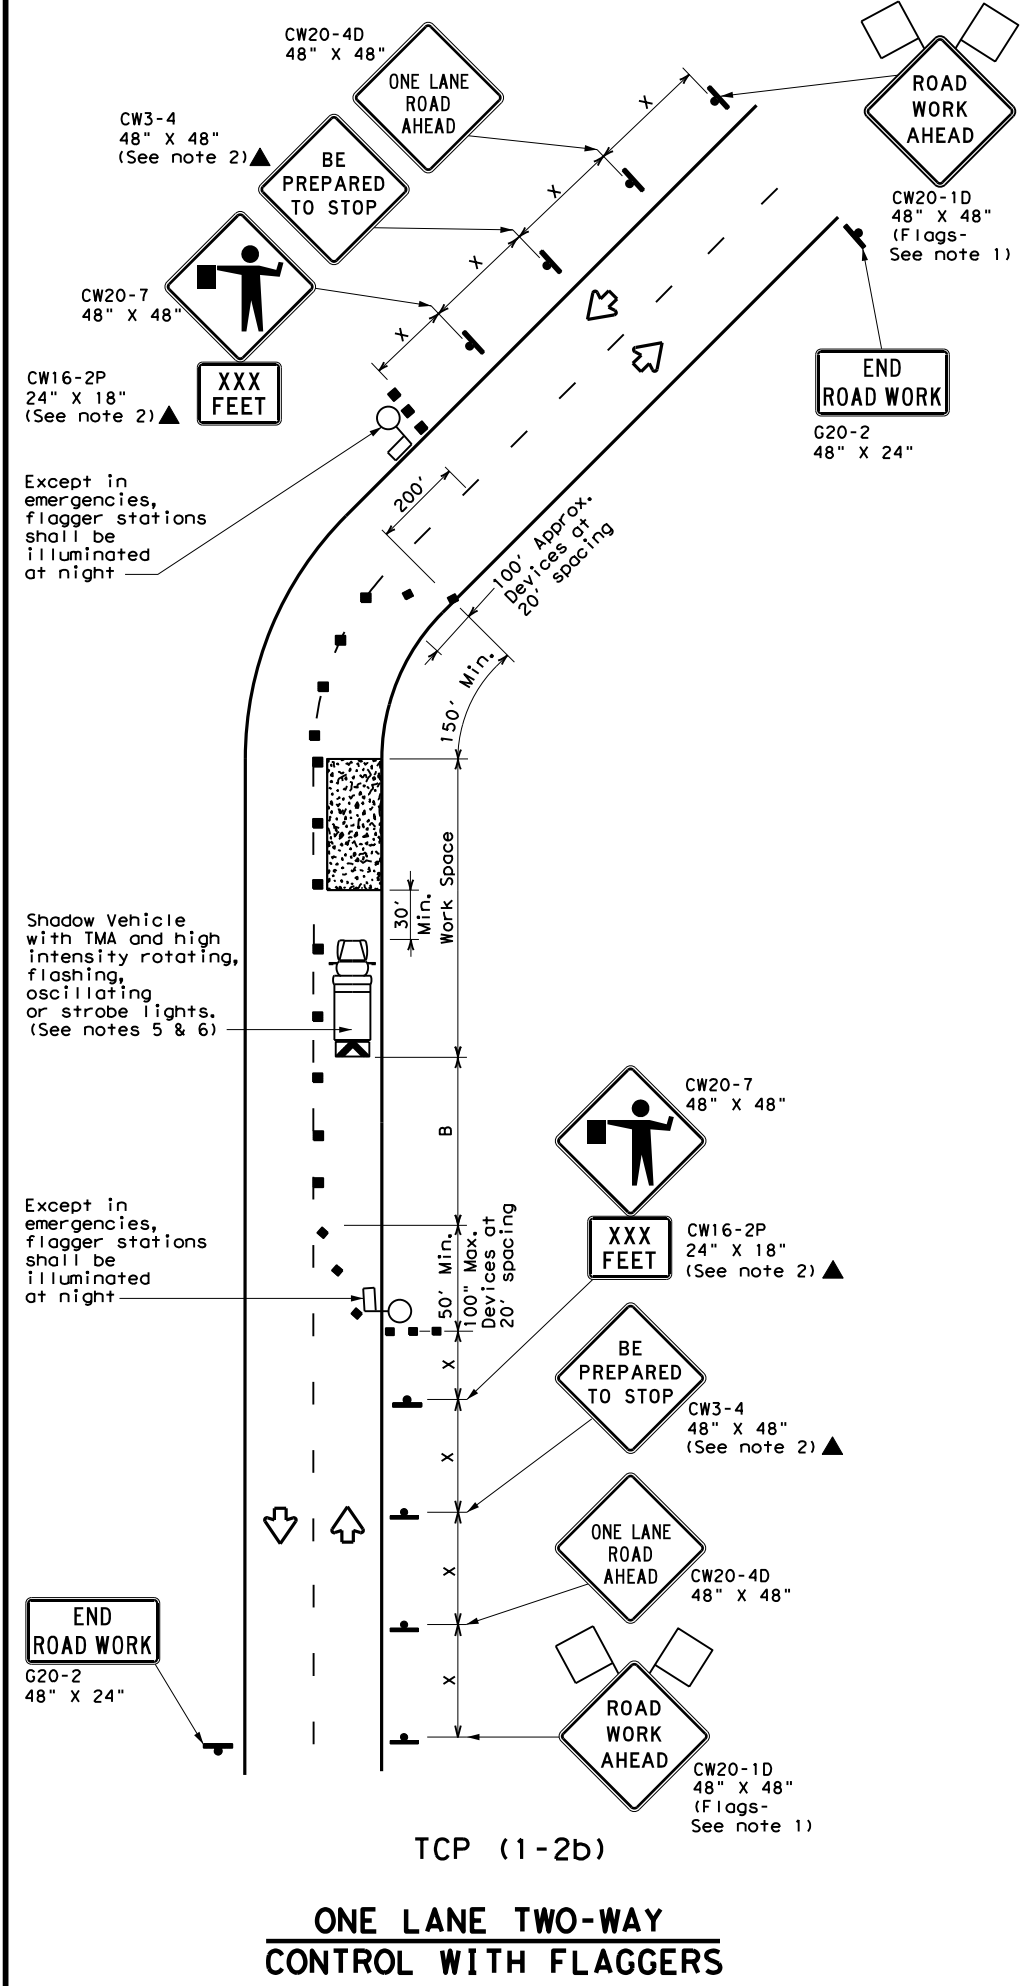 CW20-4D
48" X 48"
ONE LANE
ROAD
AHEAD
ROAD
WORK
AHEAD
CW3-4
48" X 48"
(See note 2)
BE
PREPARED
TO STOP
CW20-1D
48" X 48"
(Flags-
See note 1)
X
X
X
X
CW20-7
48" X 48"
CW16-2P
24" X 18"
(See note 2)
XXX
FEET
END
ROAD WORK
G20-2
48" X 24"
Except in
emergencies,
flagger stations
shall be
illuminated
at night
200'
100' Approx.
Devices at
20' spacing
150' Min.
Work Space
30'
Min.
Shadow Vehicle
with TMA and high
intensity rotating,
flashing,
oscillating
or strobe lights.
(See notes 5 & 6)
B
CW20-7
48" X 48"
XXX
FEET
CW16-2P
24" X 18"
(See note 2)
Except in
emergencies,
flagger stations
shall be
illuminated
at night
50' Min.
100" Max.
Devices at
20' spacing
X
X
X
X
BE
PREPARED
TO STOP
CW3-4
48" X 48"
(See note 2)
ONE LANE
ROAD
AHEAD
CW20-4D
48" X 48"
END
ROAD WORK
G20-2
48" X 24"
ROAD
WORK
AHEAD
CW20-1D
48" X 48"
(Flags-
See note 1)
TCP (1-2b)
ONE LANE TWO-WAY
CONTROL WITH FLAGGERS